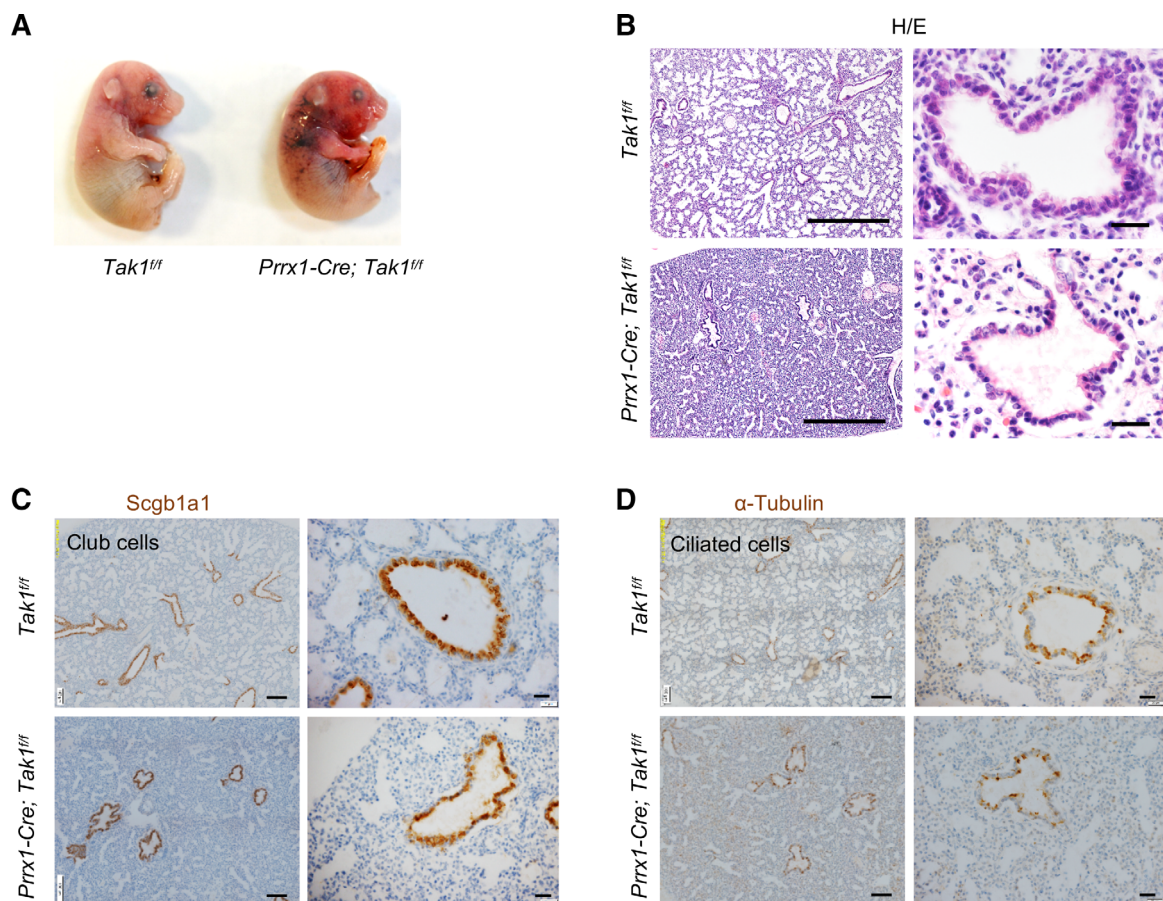 A
Tak1f/f
Prrx1-Cre; Tak1f/f
B
H/E
Tak1f/f
Prrx1-Cre; Tak1f/f
C
Scgb1a1
Club cells
Tak1f/f
Prrx1-Cre; Tak1f/f
D
α-Tubulin
Ciliated cells
Tak1f/f
Prrx1-Cre; Tak1f/f